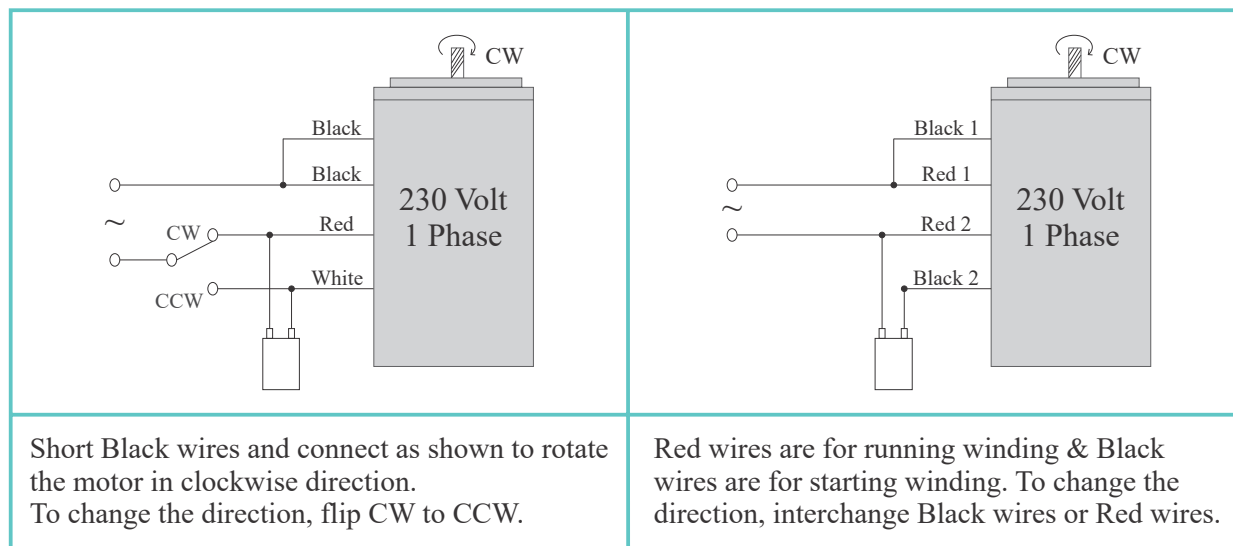 CW
Black
Black
Red
White
~
CW
CCW
230 Volt
1 Phase
Short Black wires and connect as shown to rotate
the motor in clockwise direction.
To change the direction, flip CW to CCW.
CW
Black 1
Red 1
Red 2
Black 2
~
230 Volt
1 Phase
Red wires are for running winding & Black
wires are for starting winding. To change the
direction, interchange Black wires or Red wires.